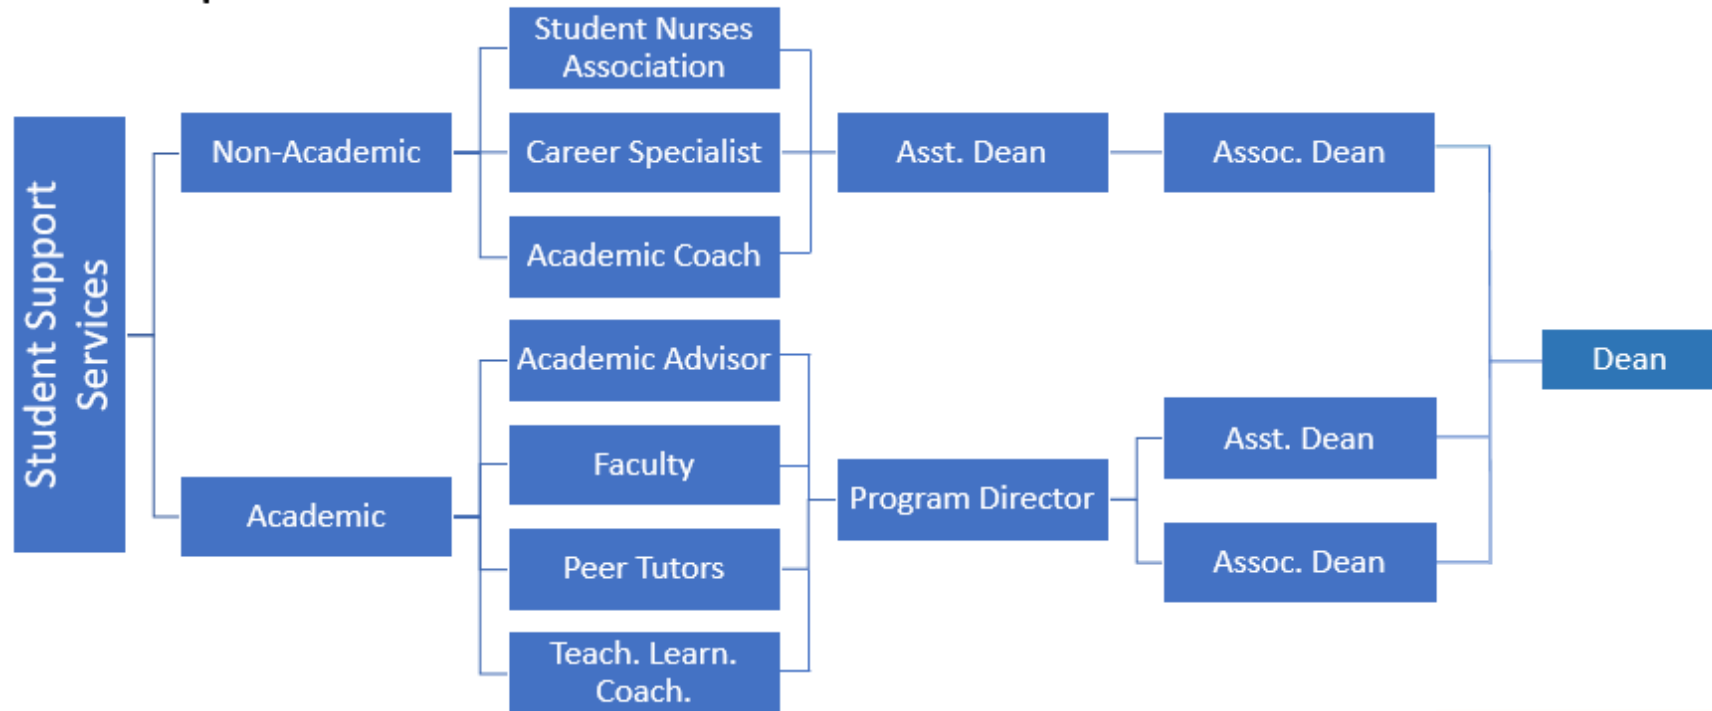 Student Support
Services
Non-Academic
Academic
Student Nurses
Association
Career Specialist
Academic Coach
Academic Advisor
Faculty
Peer Tutors
Teach. Learn.
Coach.
Asst. Dean
Program Director
Assoc. Dean
Asst. Dean
Assoc. Dean
Dean